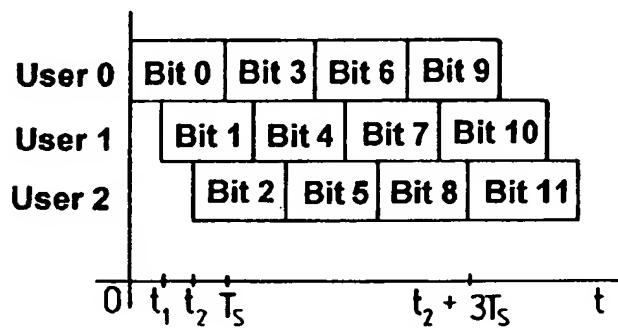 User 0 Bit 0 Bit 3 Bit 6 Bit 9
User 1 Bit 1 Bit 4 Bit 7 Bit 10
User 2 Bit 2 Bit 5 Bit 8 Bit 11
0 t₁ t₂ Tₛ t₂ + 3Tₛ t